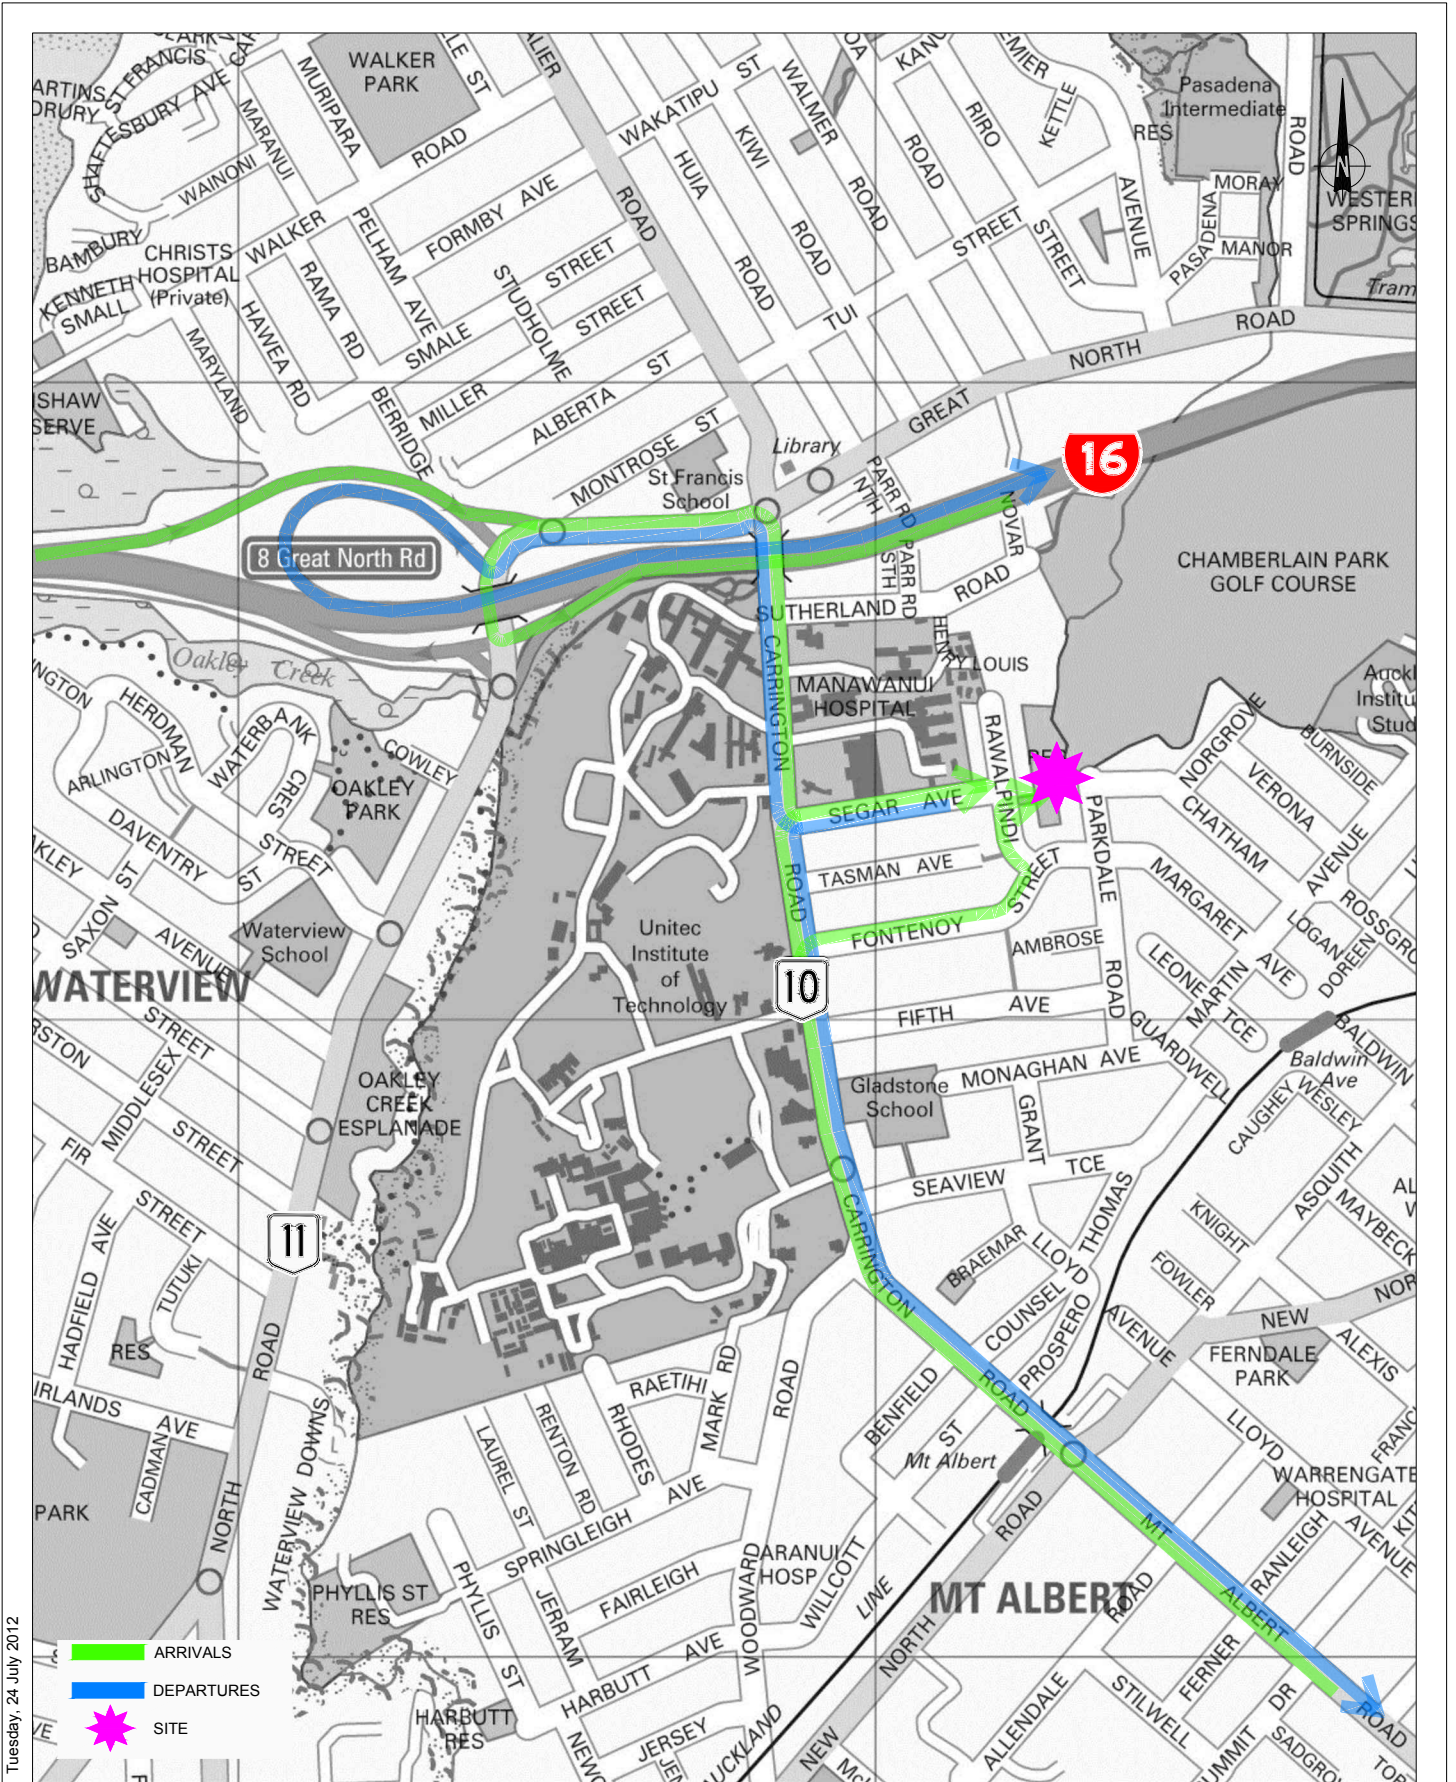 WALKER
PARK
MURIPARA
ST FRANCIS
SHAFTESBURY AVE
MARANUI
WAINONI
ROAD
BAMBURY
CHRISTS
HOSPITAL
(Private)
KENNETH
SMALL
WALKER
PELHAM AVE
FORMBY AVE
RAMA RD
HAWEA RD
MARYLAND
SMALE STREET
STUDHOLME
MILLER STREET
BERRIDGE
ALBERTA ST
MONTROSE ST
ROAD
WAKATIPU ST
HUIA ROAD
KIWI ROAD
WALMER ROAD
ROAD
RIRO STREET
KETTLE
AVENUE
TUI STREET
RES
Pasadena
Intermediate
ROAD
MORAY
PASADENA
MANOR
N
Tram
GREAT NORTH ROAD
Library
St Francis
School
PARR RD
NTH
PARR RD
STH
NOVAR
16
8 Great North Rd
CHAMBERLAIN PARK
GOLF COURSE
SUTHERLAND ROAD
HENRY LOUIS
CARRINGTON
MANAWANUI
HOSPITAL
RAWALPINDI
RES
SEGAR AVE
TASMAN AVE
FONTENOY STREET
AMBROSE
PARKDALE ROAD
NORGROVE
BURNSIDE
VERONA
CHATHAM
AVENUE
MARGARET AVE
LOGAN
DOREEN
LEONE TCE
MARTIN
Oakley Creek
HERDMAN
WATERBANK
CRES
ARLINGTON
COWLEY
OAKLEY
PARK
DAVENTRY ST
STREET
SAXON ST
AVENUE
Waterview
School
WATERVIEW
STREET
MIDDLESEX
STREET
FIR
STREET
OAKLEY
CREEK
ESPLANADE
Unitec
Institute
of
Technology
ROAD
10
FIFTH AVE
Gladstone
School
MONAGHAN AVE
GRANT
GUARDWELL
SEAVIEW TCE
Baldwin
Ave
BALDWIN
WESLEY
CAUGHEY
ASQUITH
MAYBECK
KNIGHT
FOWLER
THOMAS
BRAEMAR
LLOYD
COUNSEL
PROSPERO
AVENUE
NEW
ALEXIS
FERNDALE
PARK
LLOYD
WARRENGATE
HOSPITAL
AVENUE
RANLEIGH
CARRINGTON ROAD
BENFIELD
ST
Mt Albert
ROAD
11
HADFIELD AVE
TUTUKI
RES
ROAD
AVE
CADMAN
PARK
NORTH
WATERVIEW DOWNS
RAETIHI
MARK RD
ROAD
RHODES
RENTON RD
LAUREL ST
SPRINGLEIGH AVE
PHYLLIS ST
RES
PHYLLIS ST
JERRAM
FAIRLEIGH
HARBUTT AVE
WOODWARD
WILLCOTT
LINE
MT ALBERT
ROAD
NORTH
NEW
MT ALBERT ROAD
FERNER
STILWELL
ALLENDALE
DR
HARBUTT
RES
JERSEY
ARRIVALS
DEPARTURES
SITE
Tuesday, 24 July 2012